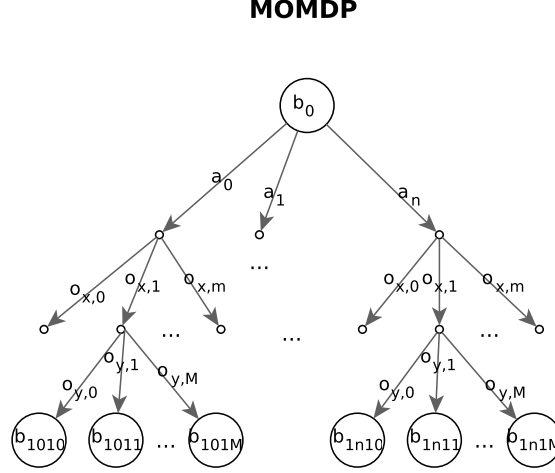 MOMDP
b0
a0
a1
an
...
ox,0
ox,1
ox,m
ox,0
ox,1
ox,m
...
...
...
oy,0
oy,1
oy,M
oy,0
oy,1
oy,M
b1010
b1011
...
b101M
b1n10
b1n11
...
b1n1M